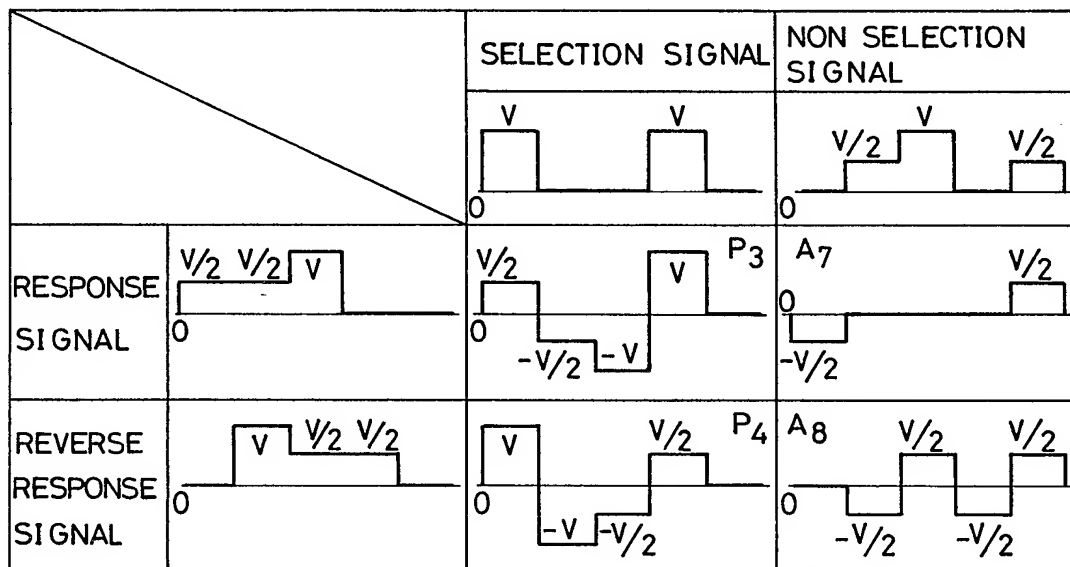 SELECTION SIGNAL
NON SELECTION
SIGNAL
V V
0
V/2 V V/2
0
RESPONSE
SIGNAL
V/2 V/2 V
0
P3
V/2 V
0
-V/2 -V
A7
0 V/2
-V/2
REVERSE
RESPONSE
SIGNAL
V V/2 V/2
0
P4
V V/2
0
-V -V/2
A8
V/2 V/2
0
-V/2 -V/2